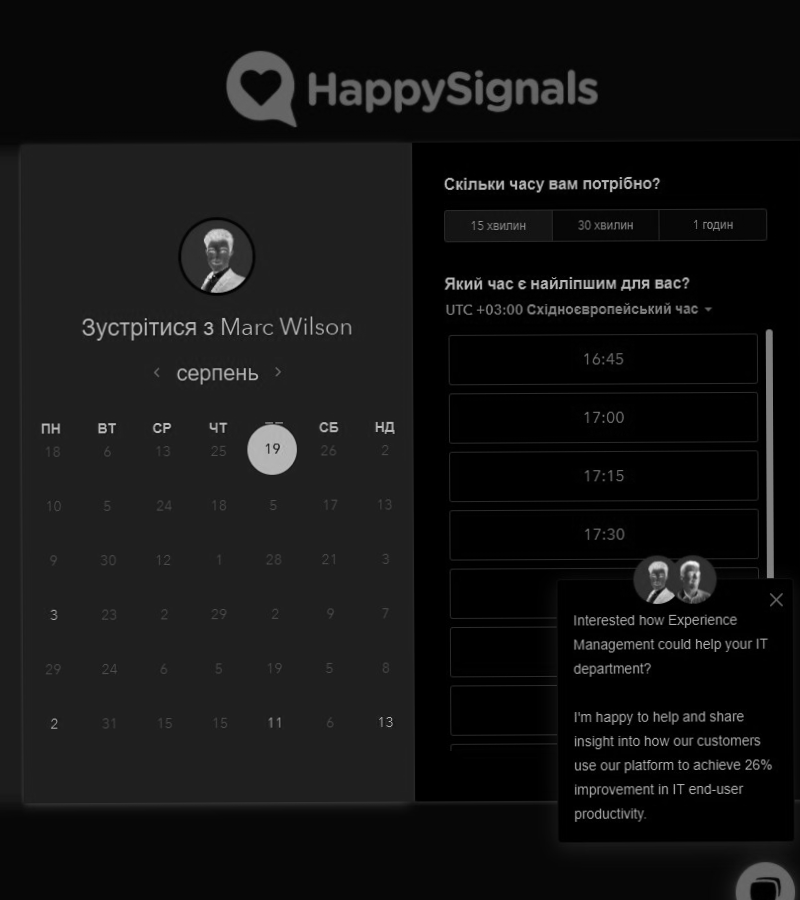 HappySignals
Зустрітися з Marc Wilson
серпень
ПН ВТ СР ЧТ СБ НД
18 6 13 25 19 26 2
10 5 24 18 5 17 13
9 30 12 1 28 21 3
3 23 2 29 2 9 7
29 24 6 5 19 5 8
2 31 15 15 11 6 13
Скільки часу вам потрібно?
15 хвилин 30 хвилин 1 годин
Який час є найліпшим для вас?
UTC +03:00 Східноєвропейський час
16:45
17:00
17:15
17:30
Interested how Experience
Management could help your IT
department?
I'm happy to help and share
insight into how our customers
use our platform to achieve 26%
improvement in IT end-user
productivity.